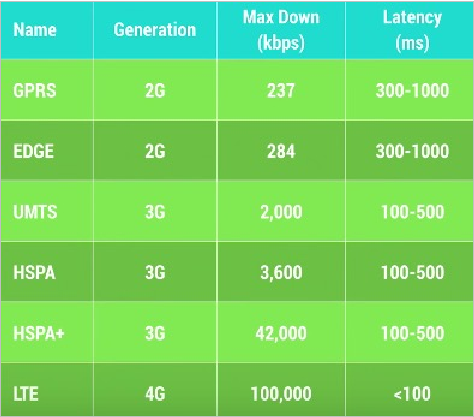 Name Generation Max Down (kbps) Latency (ms)
GPRS 2G 237 300-1000
EDGE 2G 284 300-1000
UMTS 3G 2,000 100-500
HSPA 3G 3,600 100-500
HSPA+ 3G 42,000 100-500
LTE 4G 100,000 <100